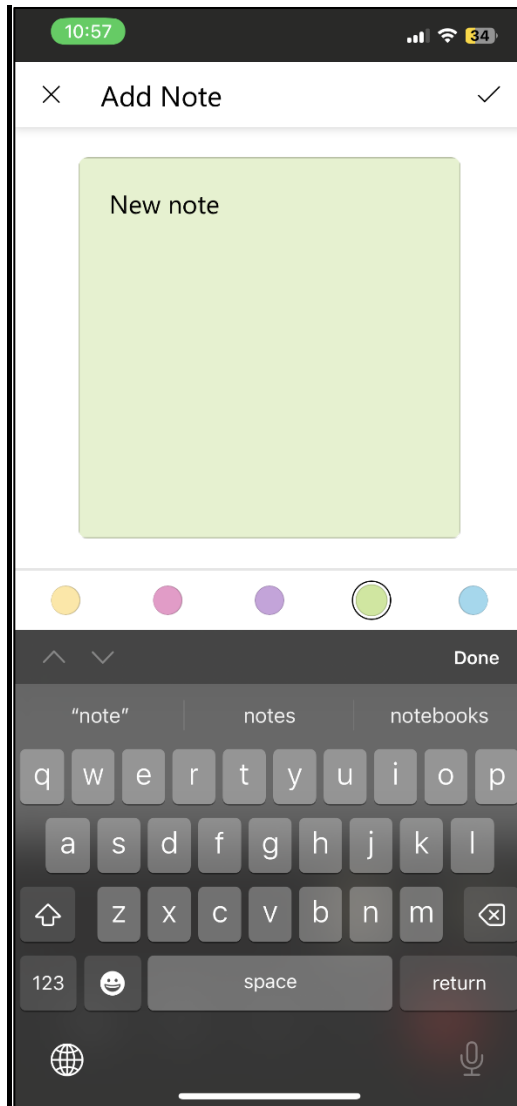 10:57
34
Add Note
New note
Done
“note” notes notebooks
q w e r t y u i o p
a s d f g h j k l
z x c v b n m
123 space return